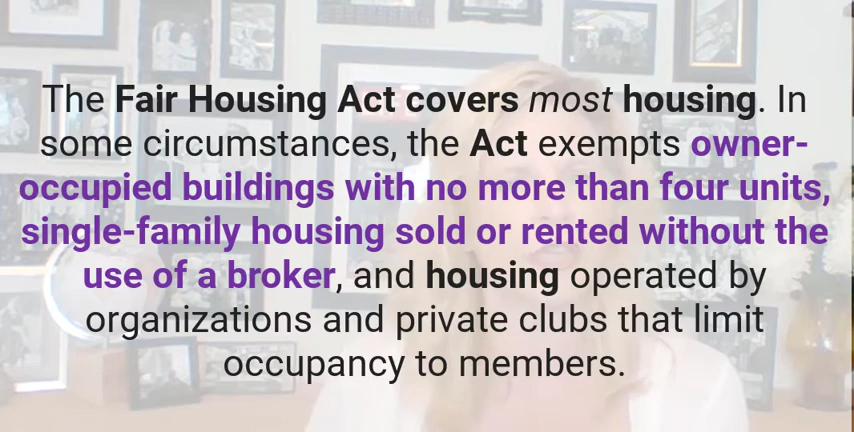 The Fair Housing Act covers most housing. In
some circumstances, the Act exempts owner-
occupied buildings with no more than four units,
single-family housing sold or rented without the
use of a broker, and housing operated by
organizations and private clubs that limit
occupancy to members.